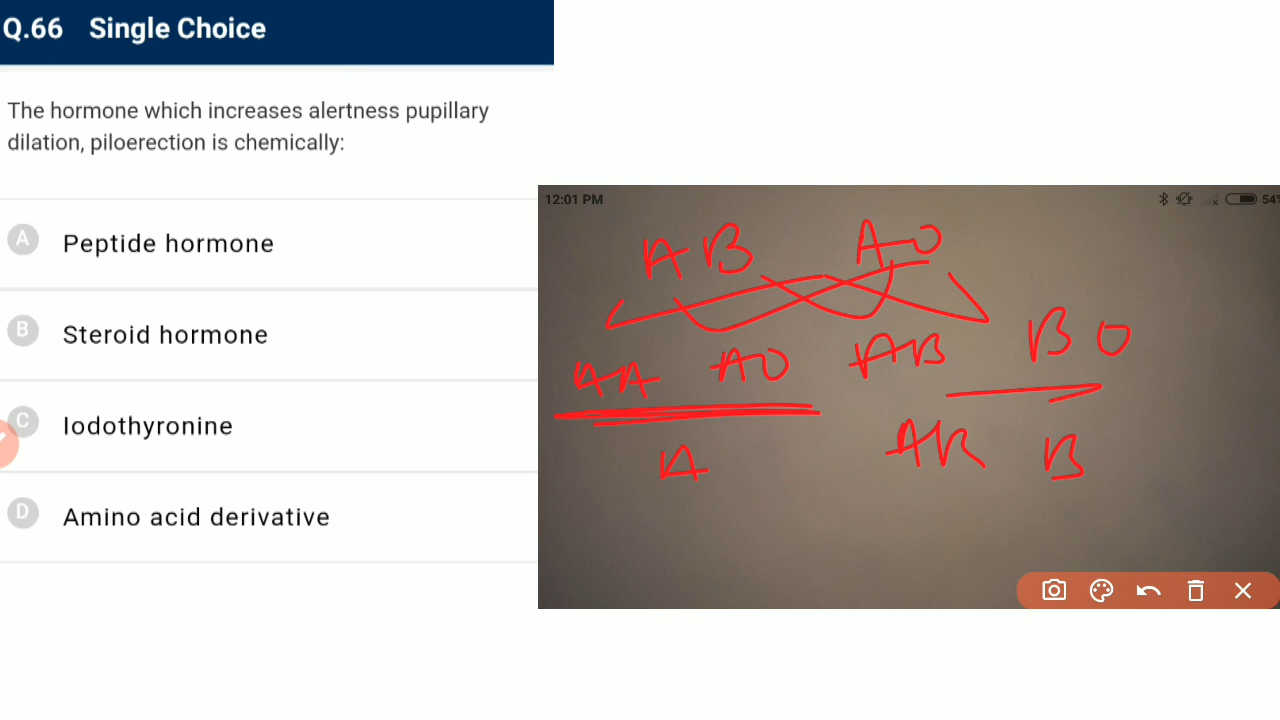 Q.66 Single Choice
The hormone which increases alertness pupillary
dilation, piloerection is chemically:
A Peptide hormone
B Steroid hormone
C Iodothyronine
D Amino acid derivative
12:01 PM 54%
AB AO
AA AO AB BO
A B